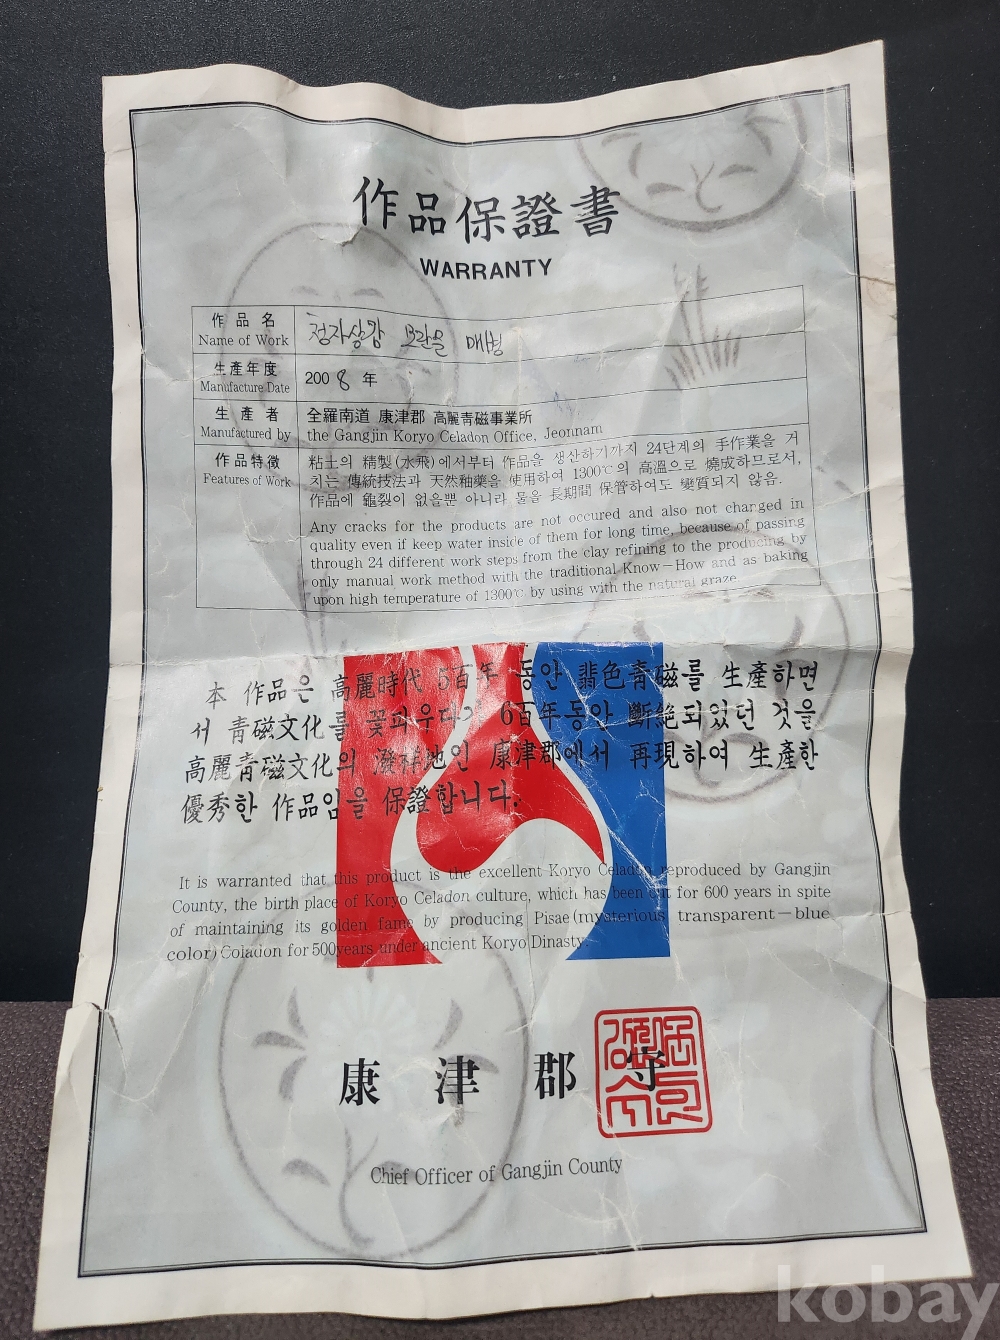 作品保證書
WARRANTY
作品名
Name of Work
청자상감 모란문 매병
生産年度
Manufacture Date
2008 年
生産者
Manufactured by
全羅南道 康津郡 高麗靑磁事業所
the Gangjin Koryo Celadon Office, Jeonnam
作品特徵
Features of Work
粘土의 精製(水飛)에서부터 作品을 생산하기까지 24단계의 手作業을 거
치는 傳統技法과 天然釉藥을 使用하여 1300℃의 高溫으로 燒成하므로서,
作品에 龜裂이 없을뿐 아니라 물을 長期間 保管하여도 變質되지 않음.
Any cracks for the products are not occured and also not changed in
quality even if keep water inside of them for long time, because of passing
through 24 different work steps from the clay refining to the producing by
only manual work method with the traditional Know-How and as baking
upon high temperature of 1300℃ by using with the natural graze.
本 作品은 高麗時代 5百年 동안 翡色靑磁를 生産하면
서 靑磁文化를 꽃피우다가 6百年동안 斷絶되었던 것을
高麗靑磁文化의 潑祥地인 康津郡에서 再現하여 生産한
優秀한 作品임을 保證합니다.
It is warranted that this product is the excellent Koryo Celadon reproduced by Gangjin
County, the birth place of Koryo Celadon culture, which has been cut for 600 years in spite
of maintaining its golden fame by producing Pisae(mysterious transparent-blue
color) Coladon for 500years under ancient Koryo Dinasty.
康津郡守
Chief Officer of Gangjin County
kobay